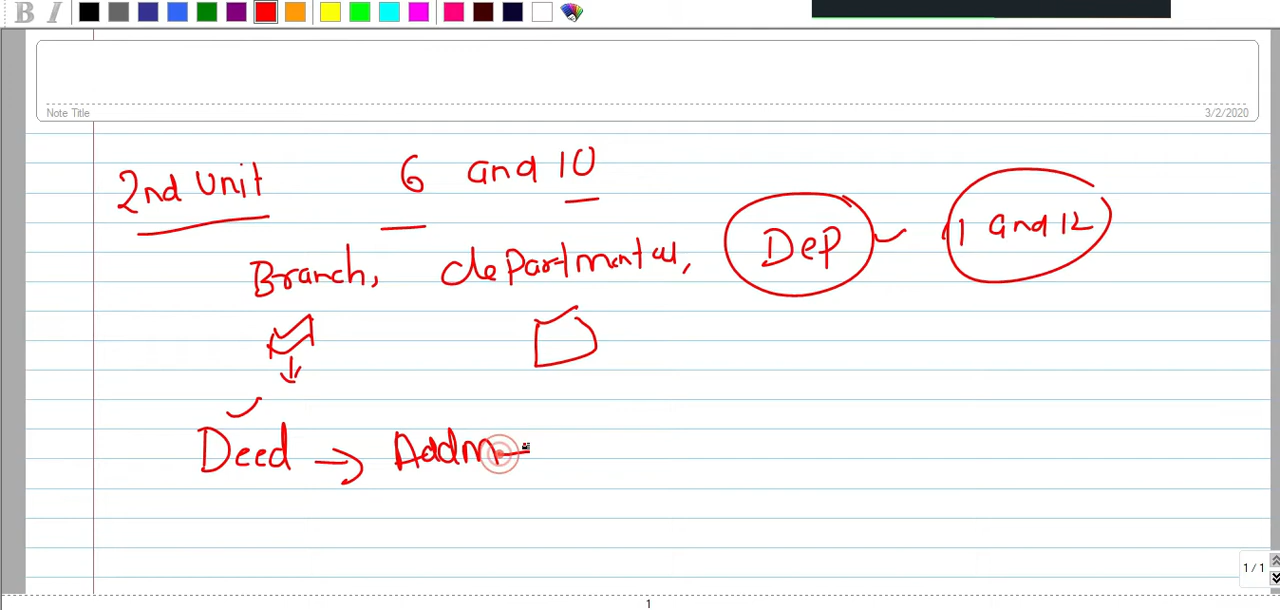 B I
Note Title 3/2/2020
2nd Unit 6 and 10
Branch, departmental, Dep 1 and 12
Deed → Addm
1 / 1
1